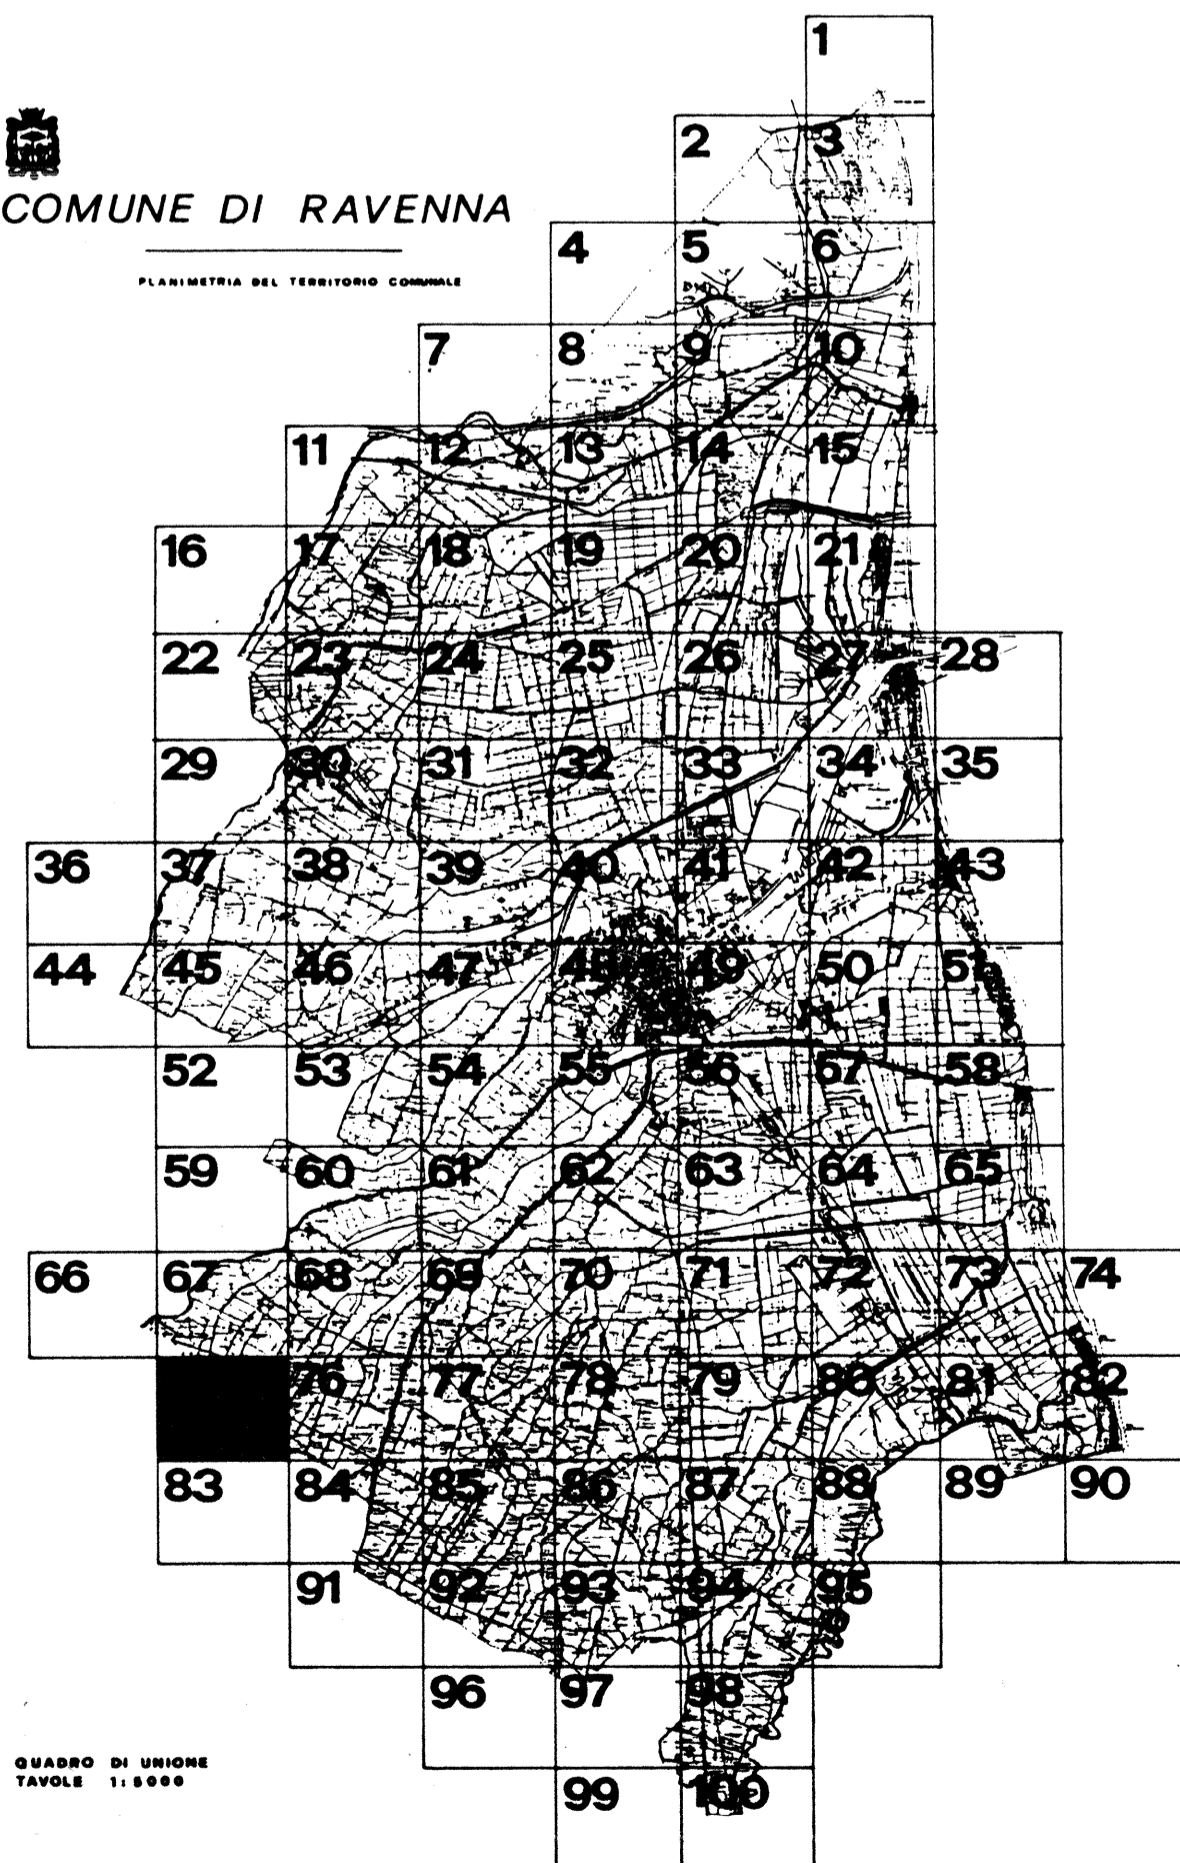 1
2 3
COMUNE DI RAVENNA
4 5 6
PLANIMETRIA DEL TERRITORIO COMUNALE
7 8 9 10
11 12 13 14 15
16 17 18 19 20 21
22 23 24 25 26 27 28
29 30 31 32 33 34 35
36 37 38 39 40 41 42 43
44 45 46 47 48 49 50 51
52 53 54 55 56 57 58
59 60 61 62 63 64 65
66 67 68 69 70 71 72 73 74
76 77 78 79 80 81 82
83 84 85 86 87 88 89 90
91 92 93 94 95
96 97 98
QUADRO DI UNIONE
TAVOLE 1:5000
99 100